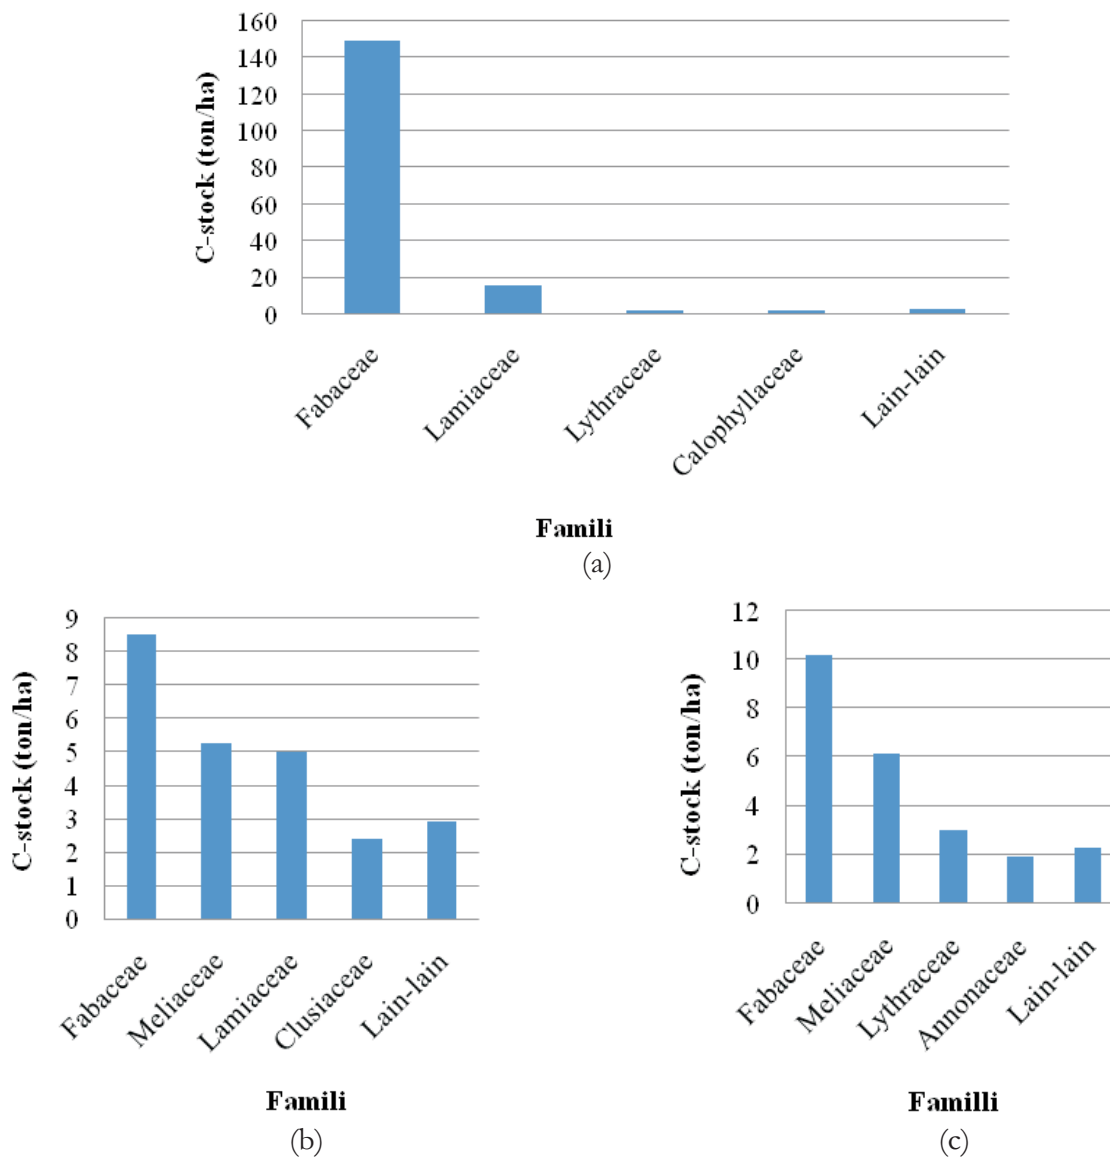 C-stock (ton/ha)
160
140
120
100
80
60
40
20
0
Fabaceae
Lamiaceae
Lythraceae
Calophyllaceae
Lain-lain
Famili
(a)
C-stock (ton/ha)
9
8
7
6
5
4
3
2
1
0
Fabaceae
Meliaceae
Lamiaceae
Clusiaceae
Lain-lain
Famili
(b)
C-stock (ton/ha)
12
10
8
6
4
2
0
Fabaceae
Meliaceae
Lythraceae
Annonaceae
Lain-lain
Familli
(c)